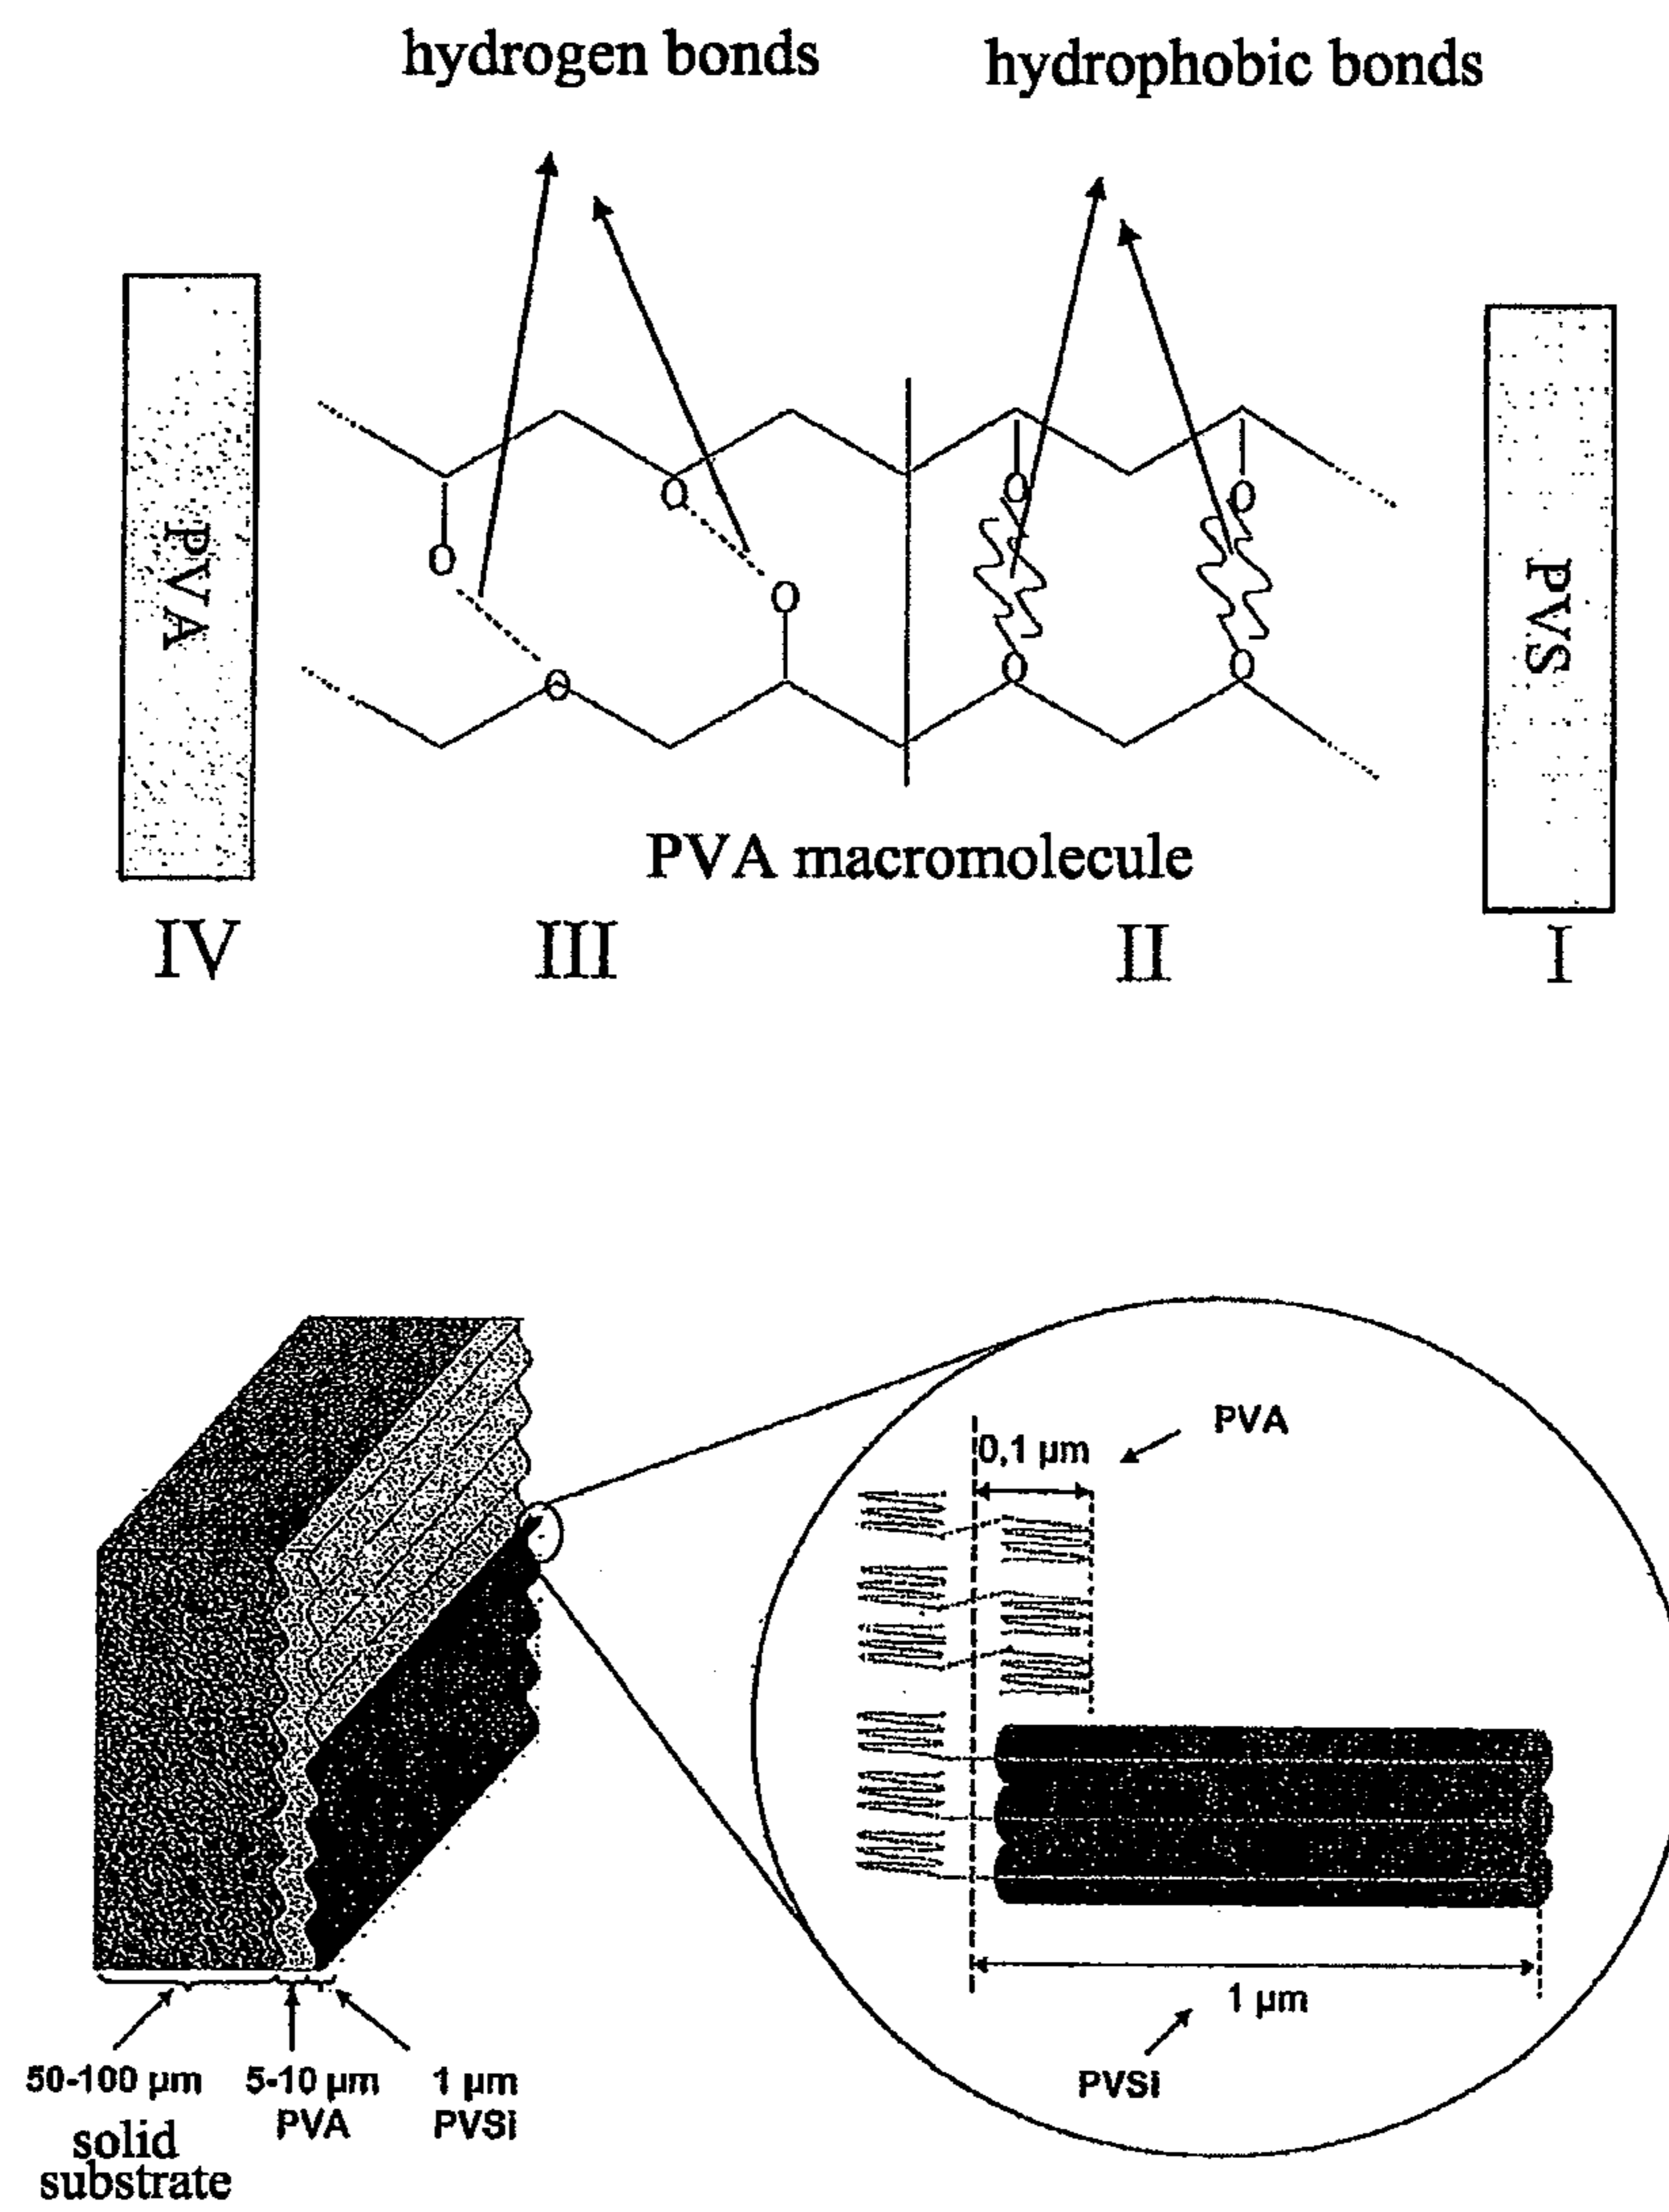 hydrogen bonds
hydrophobic bonds
PVA
O
O
O
O
O
O
O
O
PVS
PVA macromolecule
IV
III
II
I
PVA
0,1 µm
1 µm
PVSi
50-100 µm
solid
substrate
5-10 µm
PVA
1 µm
PVSi